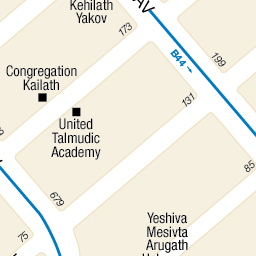 Kehilath
Yakov
AV
173
B44→
199
Congregation
Kailath
131
United
Talmudic
Academy
85
679
75
Yeshiva
Mesivta
Arugath